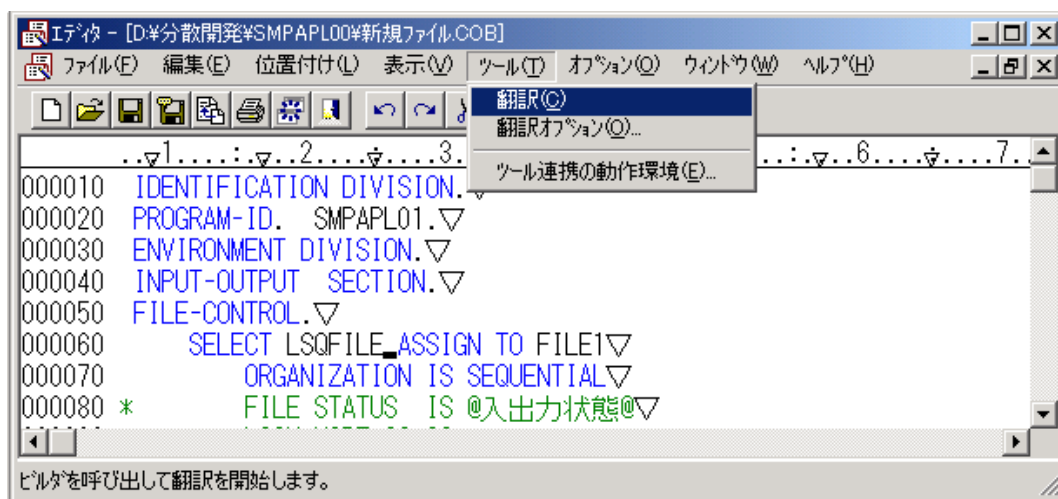 エディタ - [D:¥分散開発¥SMPAPL00¥新規ファイル.COB]
ファイル(F) 編集(E) 位置付け(L) 表示(V) ツール(T) オプション(O) ウィンドウ(W) ヘルプ(H)
翻訳(C)
翻訳オプション(O)...
ツール連携の動作環境(E)...
..▽1....:.▽..2....▽....3. ..:.▽..6....▽....7..
000010 IDENTIFICATION DIVISION.▽
000020 PROGRAM-ID. SMPAPL01.▽
000030 ENVIRONMENT DIVISION.▽
000040 INPUT-OUTPUT SECTION.▽
000050 FILE-CONTROL.▽
000060 SELECT LSQFILE ASSIGN TO FILE1▽
000070 ORGANIZATION IS SEQUENTIAL▽
000080 * FILE STATUS IS @入出力状態@▽
ビルダを呼び出して翻訳を開始します。